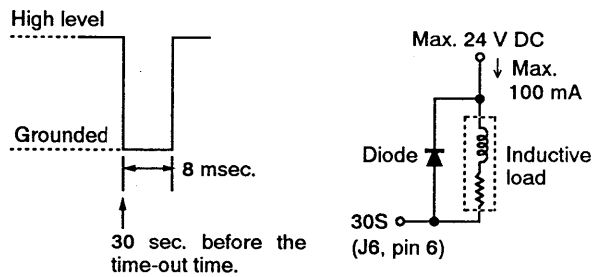 High level
Grounded
8 msec.
30 sec. before the
time-out time.
Max. 24 V DC
Max.
100 mA
Diode
Inductive
load
30S
(J6, pin 6)